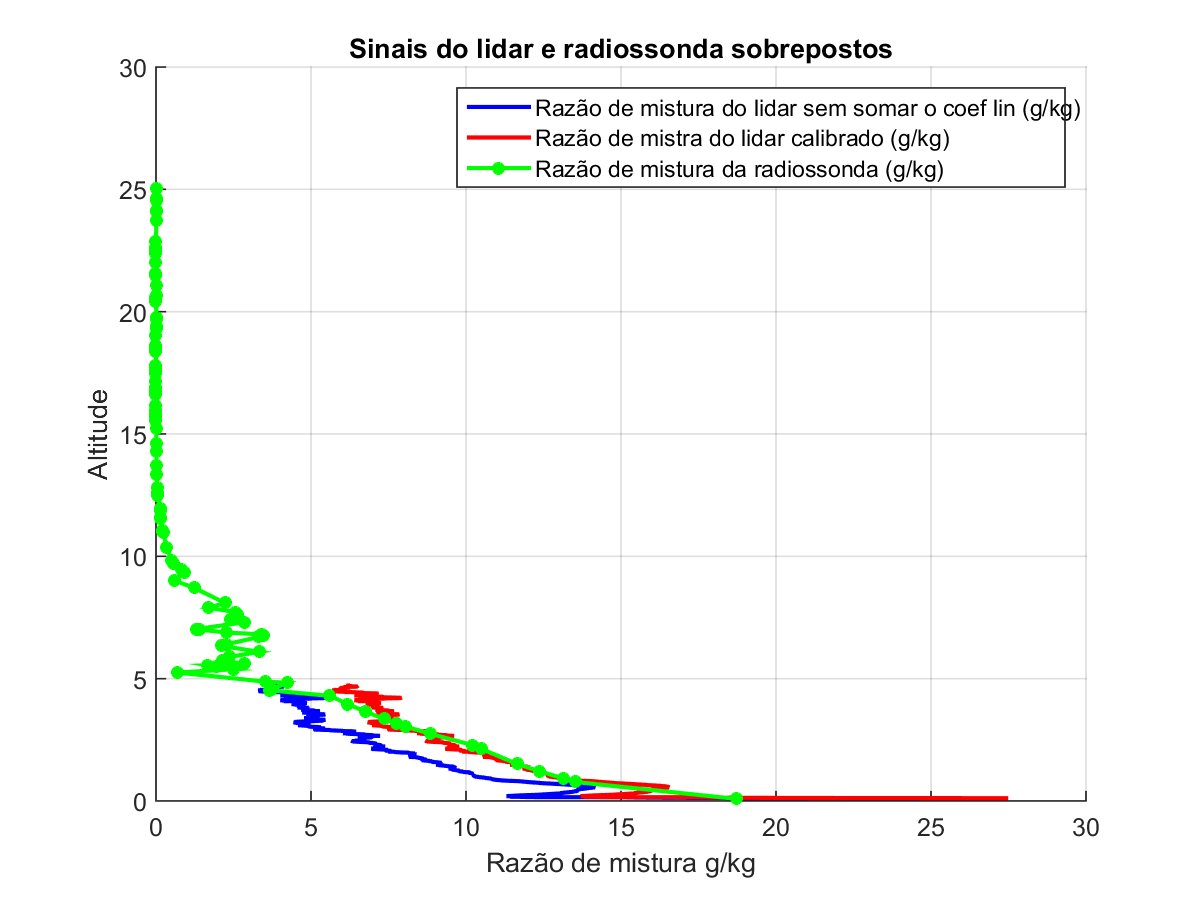 Sinais do lidar e radiossonda sobrepostos
30
Razão de mistura do lidar sem somar o coef lin (g/kg)
Razão de mistra do lidar calibrado (g/kg)
Razão de mistura da radiossonda (g/kg)
25
20
15
Altitude
10
5
0
0 5 10 15 20 25 30
Razão de mistura g/kg